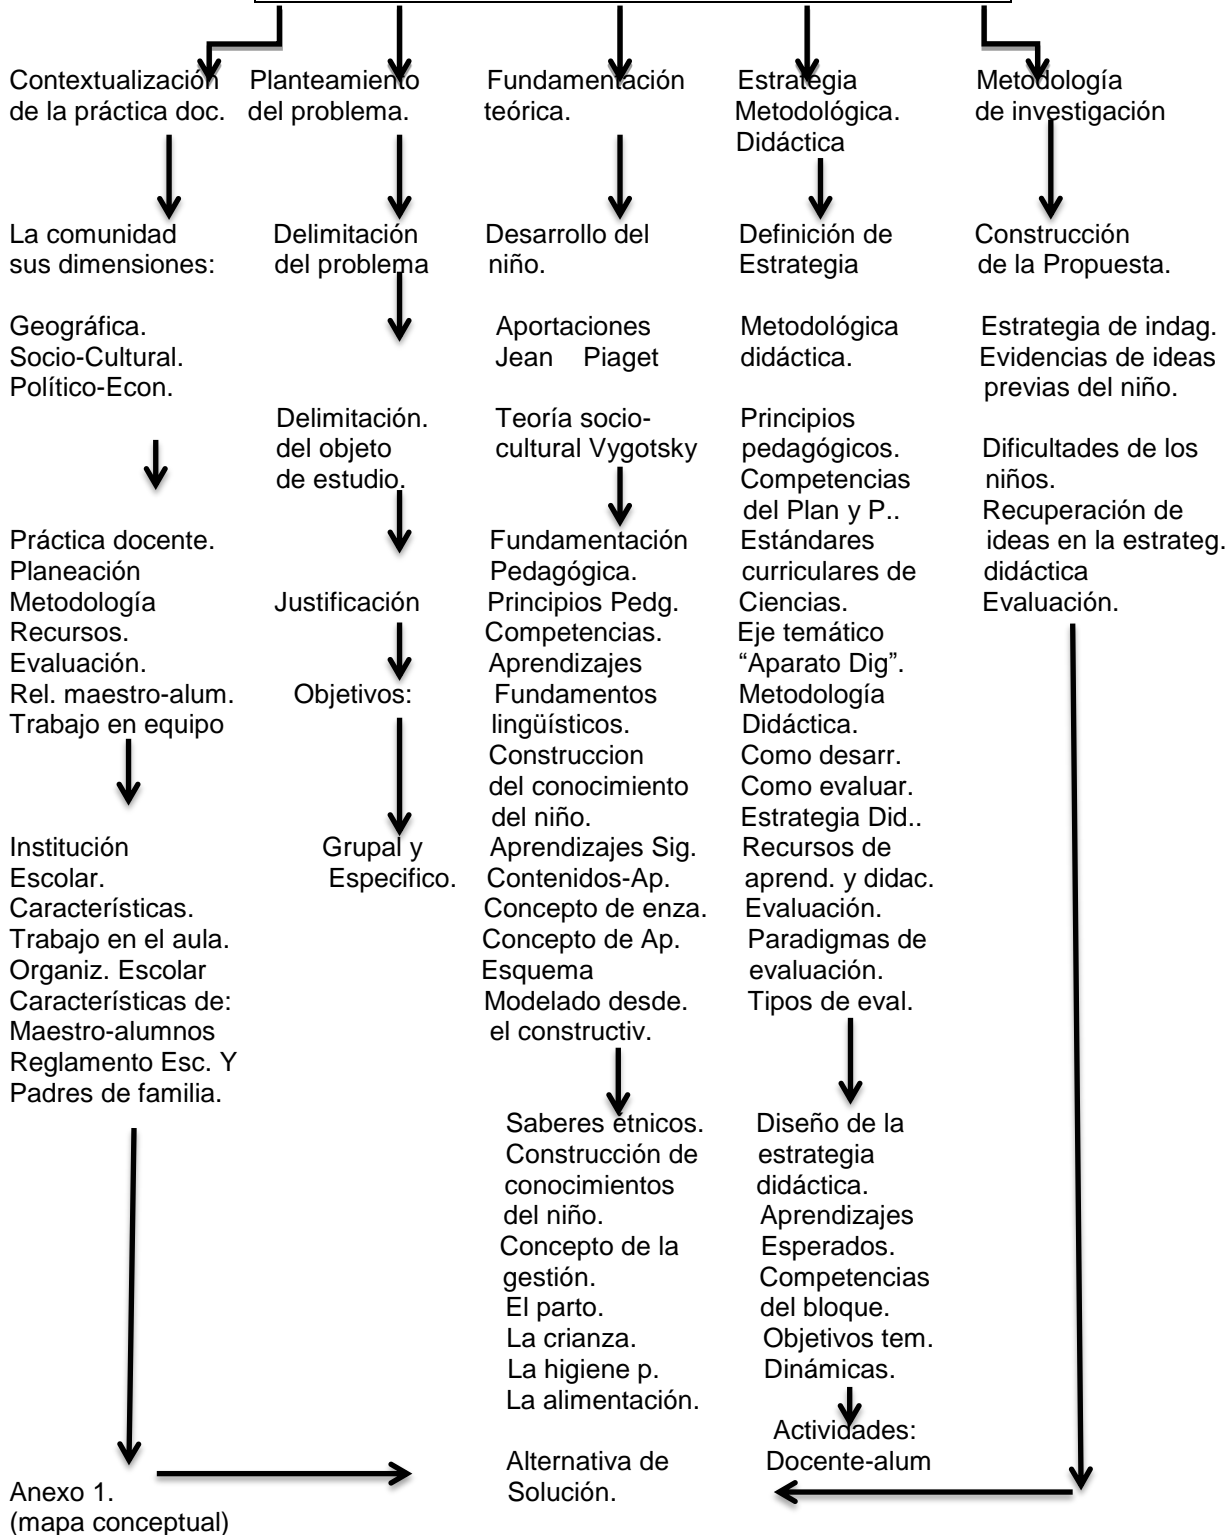 Contextualización
de la práctica doc.
La comunidad
sus dimensiones:
Geográfica.
Socio-Cultural.
Político-Econ.
Práctica docente.
Planeación
Metodología
Recursos.
Evaluación.
Rel. maestro-alum.
Trabajo en equipo
Institución
Escolar.
Características.
Trabajo en el aula.
Organiz. Escolar
Características de:
Maestro-alumnos
Reglamento Esc. Y
Padres de familia.
Planteamiento
del problema.
Delimitación
del problema
Delimitación.
del objeto
de estudio.
Justificación
Objetivos:
Grupal y
Especifico.
Fundamentación
teórica.
Desarrollo del
niño.
Aportaciones
Jean Piaget
Teoría socio-
cultural Vygotsky
Fundamentación
Pedagógica.
Principios Pedg.
Competencias.
Aprendizajes
Fundamentos
lingüísticos.
Construccion
del conocimiento
del niño.
Aprendizajes Sig.
Contenidos-Ap.
Concepto de enza.
Concepto de Ap.
Esquema
Modelado desde.
el constructiv.
Saberes étnicos.
Construcción de
conocimientos
del niño.
Concepto de la
gestión.
El parto.
La crianza.
La higiene p.
La alimentación.
Alternativa de
Solución.
Estrategia
Metodológica.
Didáctica
Definición de
Estrategia
Metodológica
didáctica.
Principios
pedagógicos.
Competencias
del Plan y P..
Estándares
curriculares de
Ciencias.
Eje temático
“Aparato Dig”.
Metodología
Didáctica.
Como desarr.
Como evaluar.
Estrategia Did..
Recursos de
aprend. y didac.
Evaluación.
Paradigmas de
evaluación.
Tipos de eval.
Diseño de la
estrategia
didáctica.
Aprendizajes
Esperados.
Competencias
del bloque.
Objetivos tem.
Dinámicas.
Actividades:
Docente-alum
Metodología
de investigación
Construcción
de la Propuesta.
Estrategia de indag.
Evidencias de ideas
previas del niño.
Dificultades de los
niños.
Recuperación de
ideas en la estrateg.
didáctica
Evaluación.
Anexo 1.
(mapa conceptual)